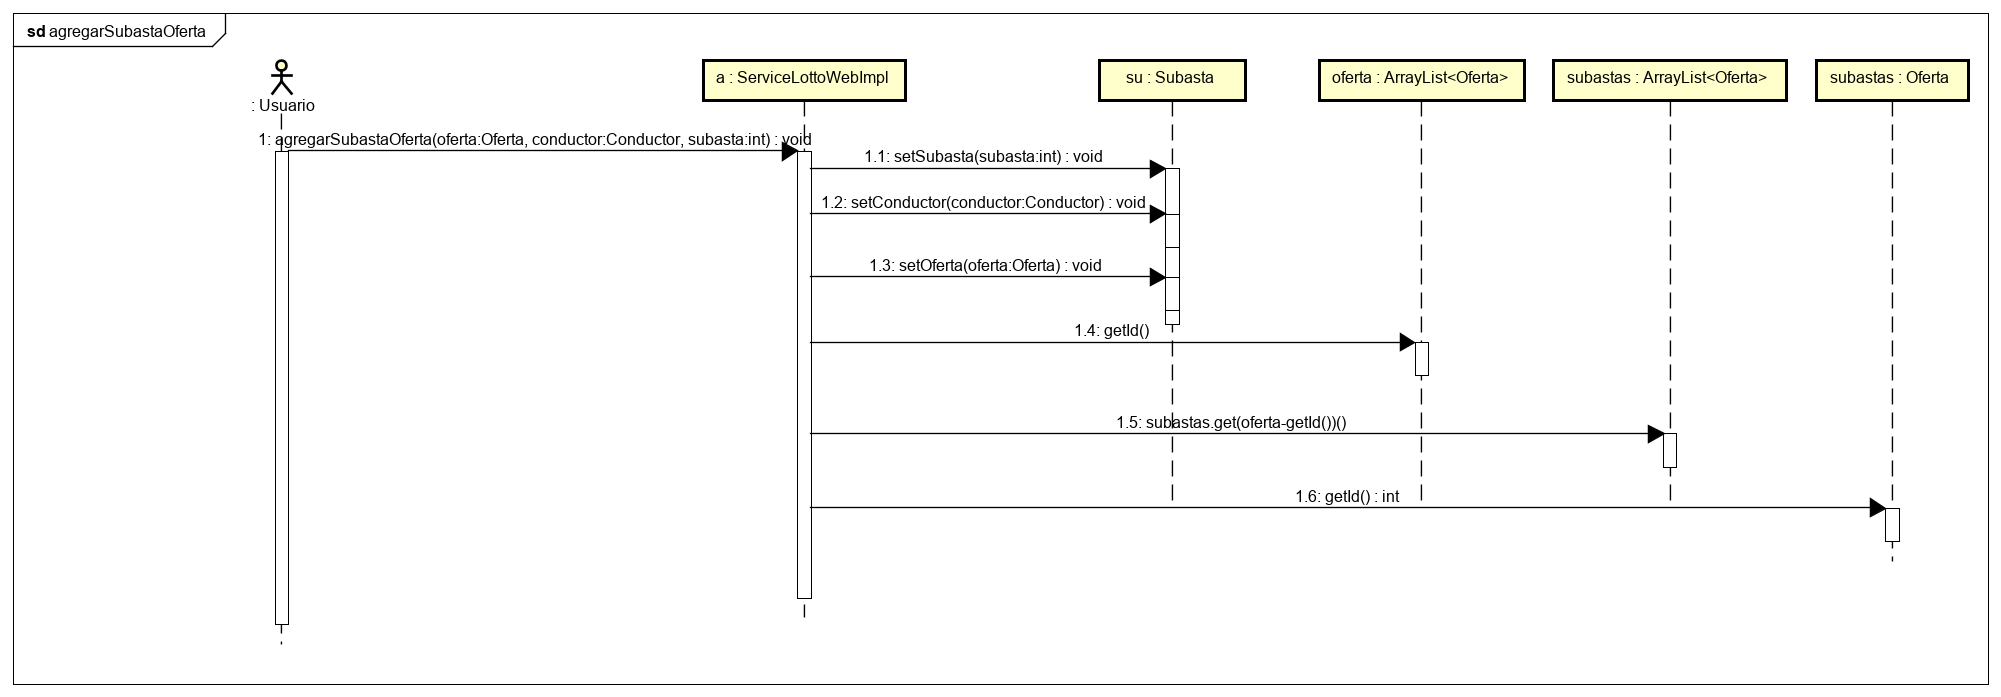 sd agregarSubastaOferta
: Usuario
a : ServiceLottoWebImpl
su : Subasta
oferta : ArrayList<Oferta>
subastas : ArrayList<Oferta>
subastas : Oferta
1: agregarSubastaOferta(oferta:Oferta, conductor:Conductor, subasta:int) : void
1.1: setSubasta(subasta:int) : void
1.2: setConductor(conductor:Conductor) : void
1.3: setOferta(oferta:Oferta) : void
1.4: getId()
1.5: subastas.get(oferta-getId())()
1.6: getId() : int